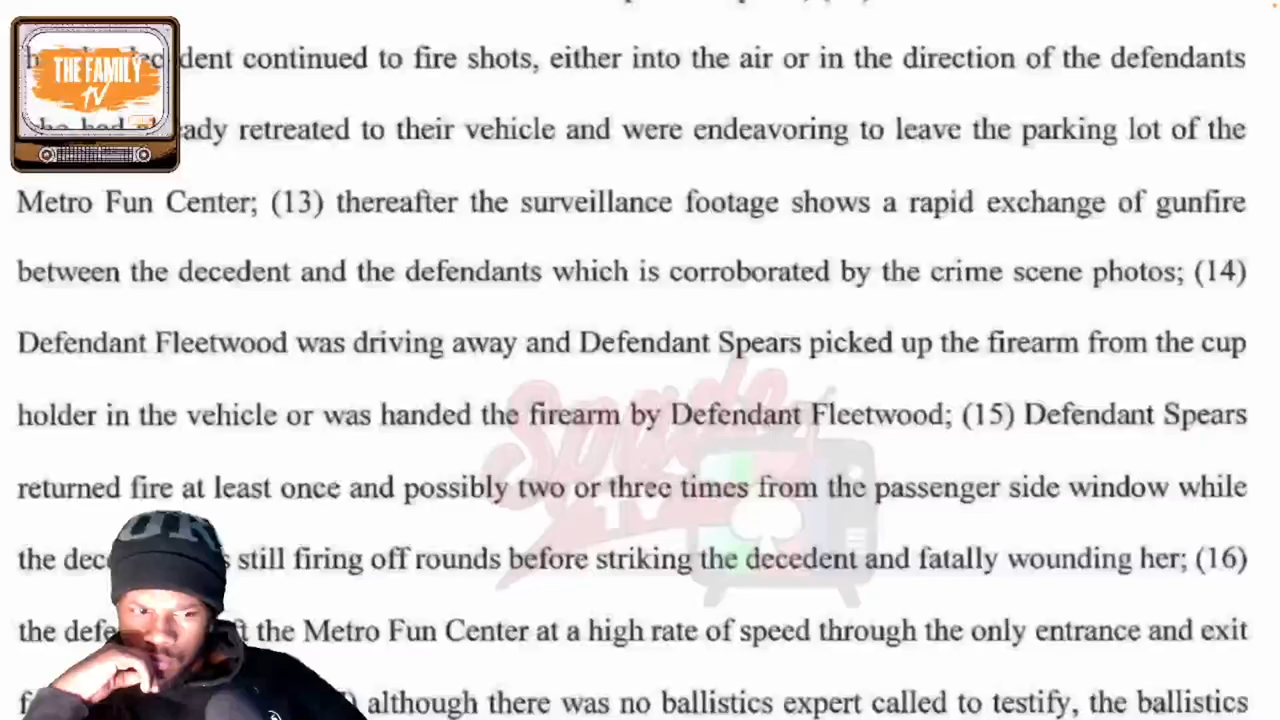 THE FAMILY
TV
dent continued to fire shots, either into the air or in the direction of the defendants
retreated to their vehicle and were endeavoring to leave the parking lot of the
Metro Fun Center; (13) thereafter the surveillance footage shows a rapid exchange of gunfire
between the decedent and the defendants which is corroborated by the crime scene photos; (14)
Defendant Fleetwood was driving away and Defendant Spears picked up the firearm from the cup
holder in the vehicle or was handed the firearm by Defendant Fleetwood; (15) Defendant Spears
returned fire at least once and possibly two or three times from the passenger side window while
the still firing off rounds before striking the decedent and fatally wounding her; (16)
the the Metro Fun Center at a high rate of speed through the only entrance and exit
although there was no ballistics expert called to testify, the ballistics
TV